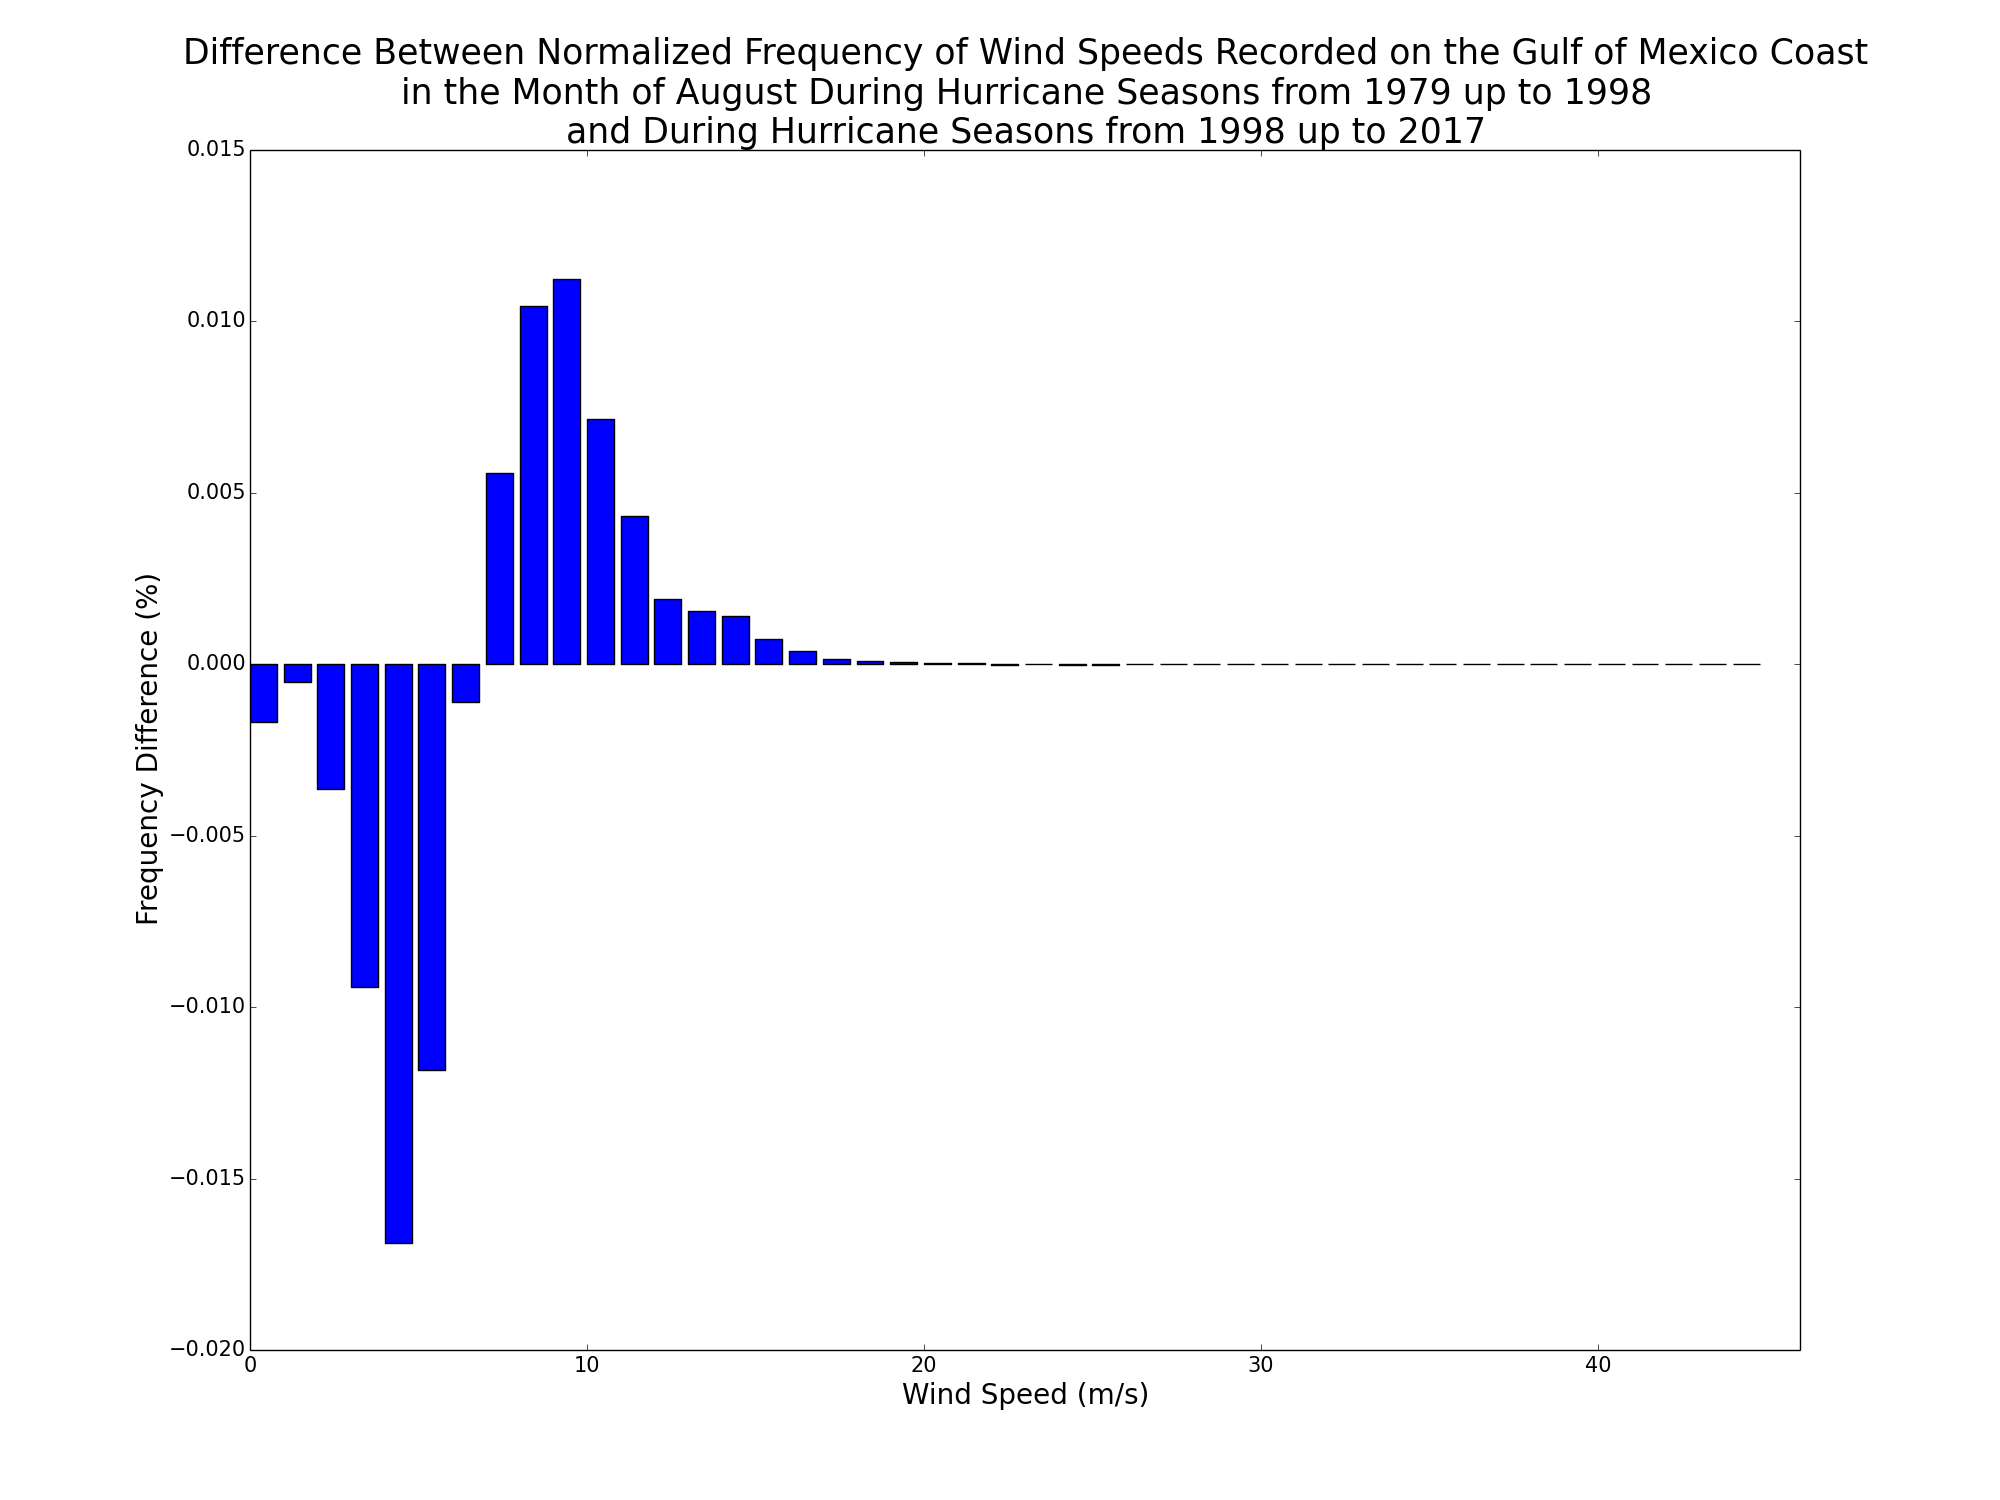 Difference Between Normalized Frequency of Wind Speeds Recorded on the Gulf of Mexico Coast
in the Month of August During Hurricane Seasons from 1979 up to 1998
and During Hurricane Seasons from 1998 up to 2017
0.015
0.010
0.005
0.000
−0.005
−0.010
−0.015
−0.020
Frequency Difference (%)
0 10 20 30 40
Wind Speed (m/s)